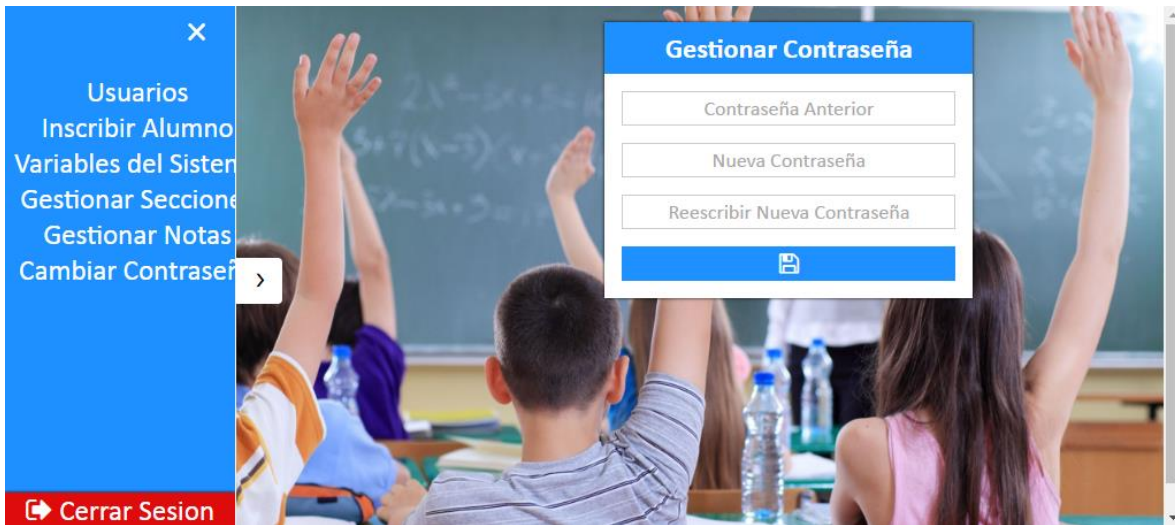 ×
Usuarios
Inscribir Alumno
Variables del Sisten
Gestionar Seccione
Gestionar Notas
Cambiar Contraseñ
Cerrar Sesion
Gestionar Contraseña
Contraseña Anterior
Nueva Contraseña
Reescribir Nueva Contraseña